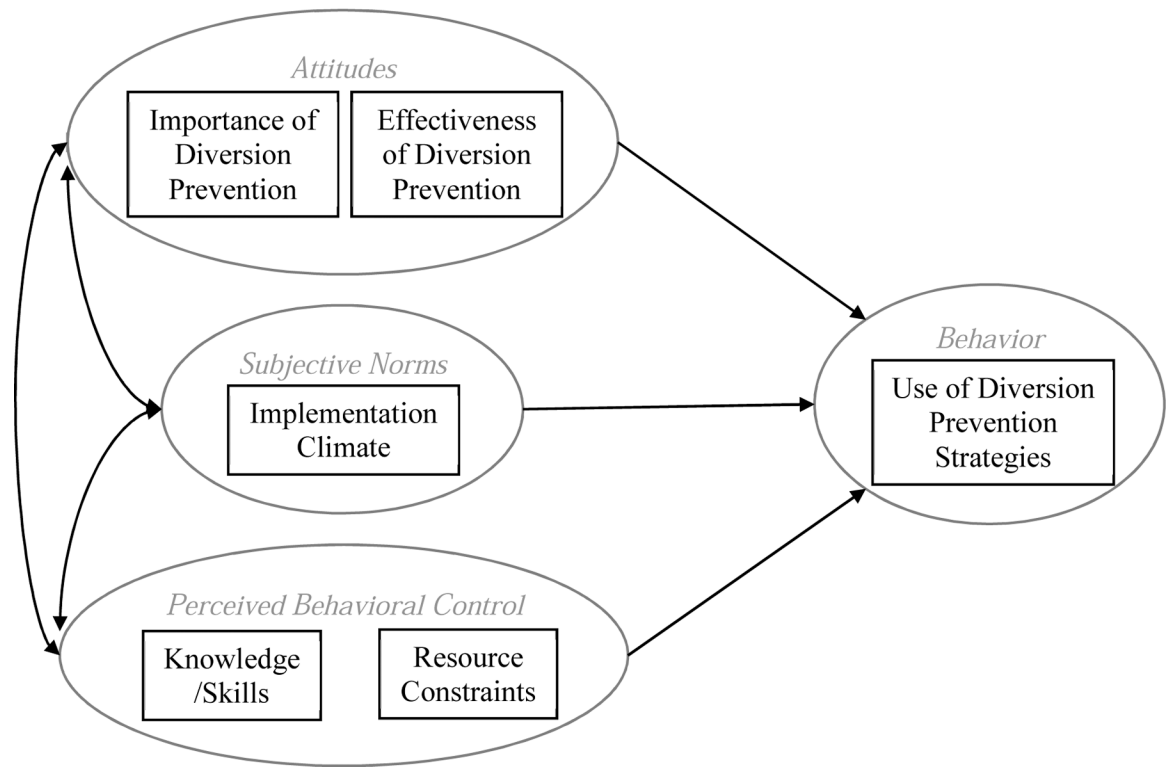 Attitudes
Importance of
Diversion
Prevention
Effectiveness
of Diversion
Prevention
Subjective Norms
Implementation
Climate
Perceived Behavioral Control
Knowledge
/Skills
Resource
Constraints
Behavior
Use of Diversion
Prevention
Strategies